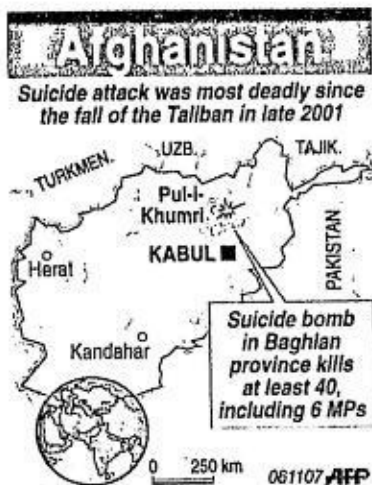 Afghanistan
Suicide attack was most deadly since
the fall of the Taliban in late 2001
TURKMEN.
UZB.
TAJIK.
Pul-i-
Khumri
KABUL
Herat
PAKISTAN
Kandahar
Suicide bomb
in Baghlan
province kills
at least 40,
including 6 MPs
0 250 km
061107 AFP